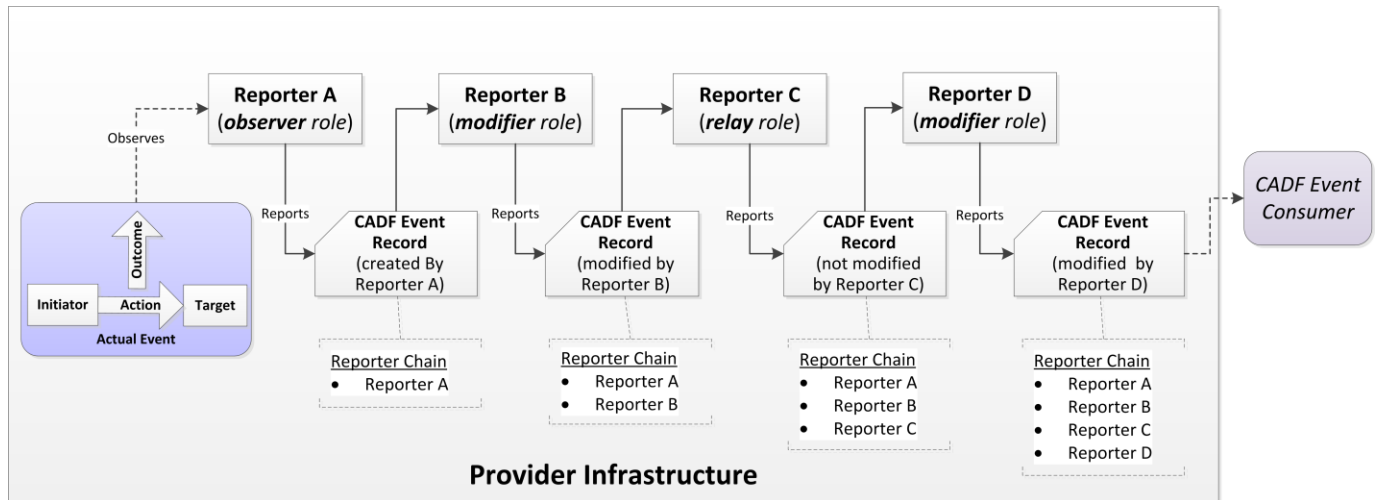 Reporter A
(observer role)
Reporter B
(modifier role)
Reporter C
(relay role)
Reporter D
(modifier role)
Observes
CADF Event
Consumer
Reports
Reports
Reports
Reports
CADF Event
Record
(created By
Reporter A)
CADF Event
Record
(modified by
Reporter B)
CADF Event
Record
(not modified
by Reporter C)
CADF Event
Record
(modified by
Reporter D)
Outcome
Initiator
Action
Target
Actual Event
Reporter Chain
• Reporter A
Reporter Chain
• Reporter A
• Reporter B
Reporter Chain
• Reporter A
• Reporter B
• Reporter C
Reporter Chain
• Reporter A
• Reporter B
• Reporter C
• Reporter D
Provider Infrastructure